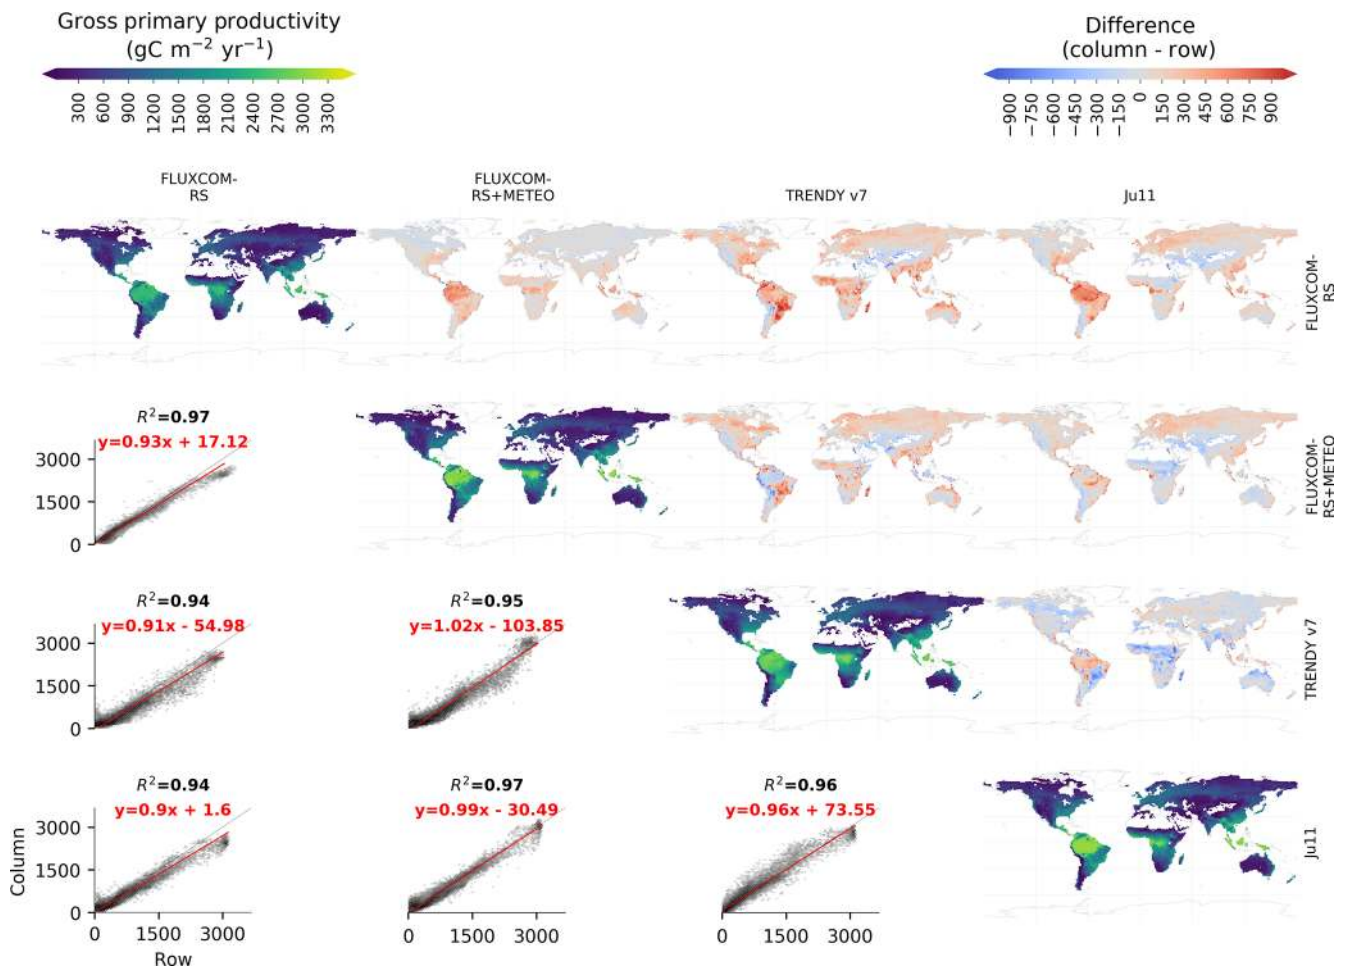 Gross primary productivity
(gC m⁻² yr⁻¹)
300 600 900 1200 1500 1800 2100 2400 2700 3000 3300
Difference
(column - row)
−900 −750 −600 −450 −300 −150 0 150 300 450 600 750 900
FLUXCOM-
RS
FLUXCOM-
RS+METEO
TRENDY v7
Ju11
FLUXCOM-
RS
R²=0.97
y=0.93x + 17.12
3000
1500
0
FLUXCOM-
RS+METEO
R²=0.94
y=0.91x - 54.98
3000
1500
0
R²=0.95
y=1.02x - 103.85
TRENDY v7
R²=0.94
y=0.9x + 1.6
3000
1500
0
Column
0 1500 3000
Row
R²=0.97
y=0.99x - 30.49
0 1500 3000
R²=0.96
y=0.96x + 73.55
0 1500 3000
Ju11